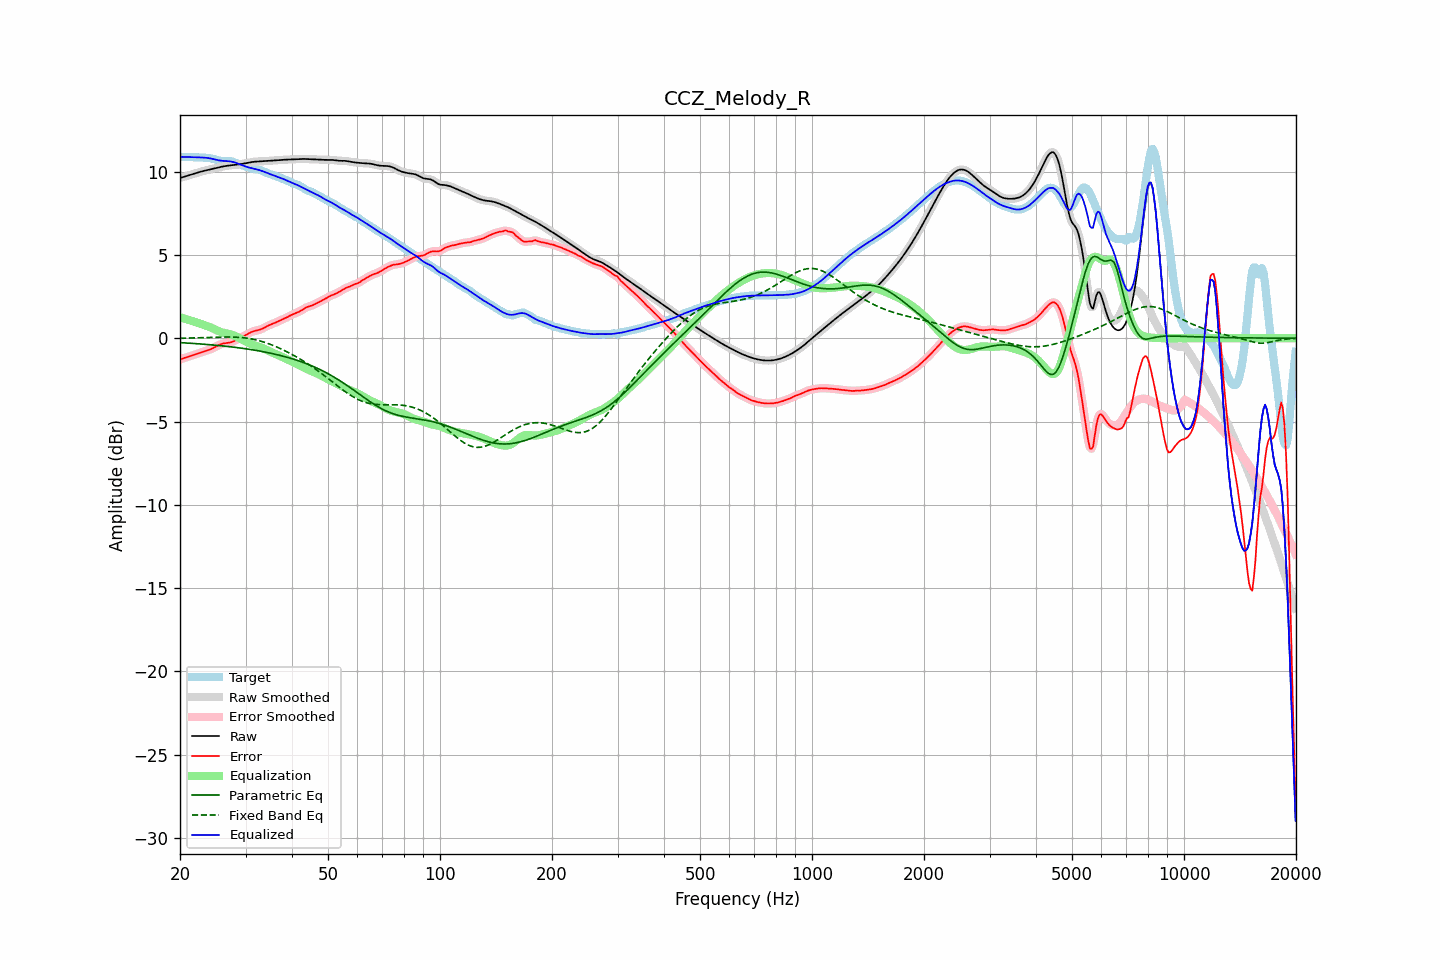 CCZ_Melody_R
10
5
0
−5
−10
−15
−20
−25
−30
Amplitude (dBr)
Target
Raw Smoothed
Error Smoothed
Raw
Error
Equalization
Parametric Eq
Fixed Band Eq
Equalized
20 50 100 200 500 1000 2000 5000 10000 20000
Frequency (Hz)